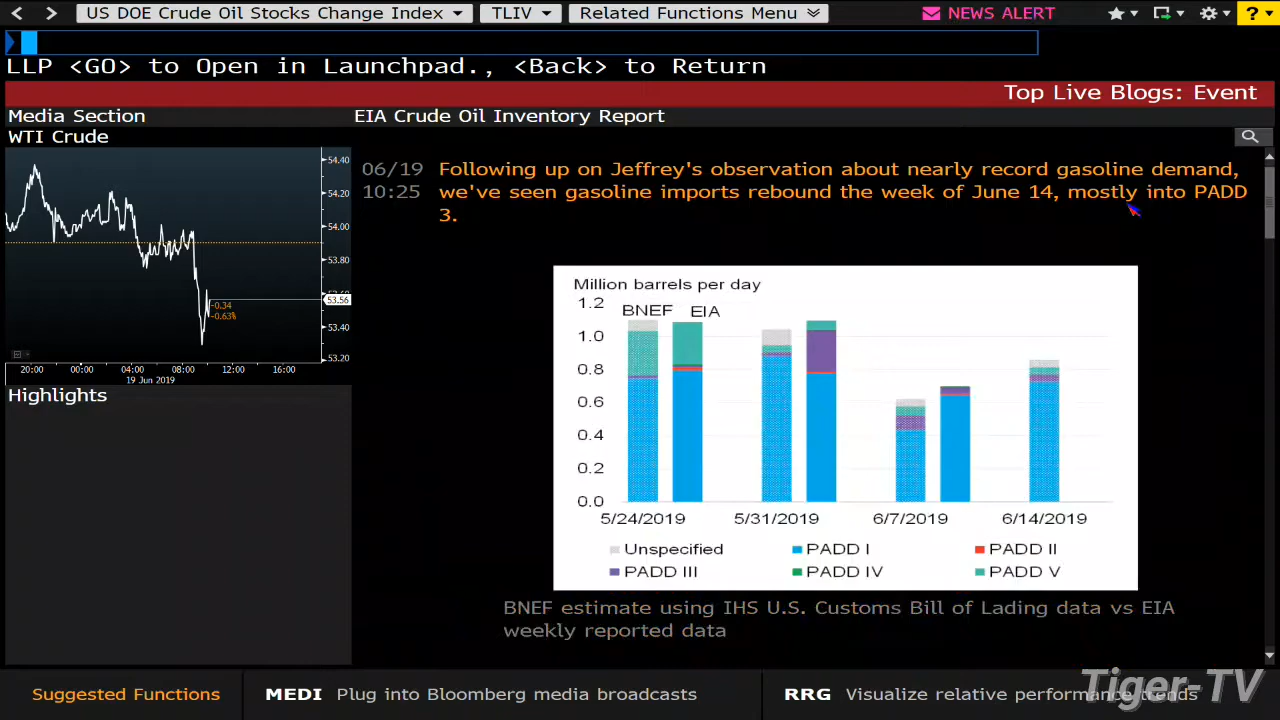 US DOE Crude Oil Stocks Change Index
TLIV
Related Functions Menu
NEWS ALERT
?
LLP <GO> to Open in Launchpad., <Back> to Return
Top Live Blogs: Event
Media Section
EIA Crude Oil Inventory Report
WTI Crude
54.40
54.20
54.00
53.80
53.56
53.40
53.20
-0.34
-0.63%
20:00 00:00 04:00 08:00 12:00 16:00
19 Jun 2019
Highlights
06/19
10:25
Following up on Jeffrey's observation about nearly record gasoline demand,
we've seen gasoline imports rebound the week of June 14, mostly into PADD
3.
Million barrels per day
1.2
1.0
0.8
0.6
0.4
0.2
0.0
BNEF EIA
5/24/2019 5/31/2019 6/7/2019 6/14/2019
Unspecified PADD I PADD II
PADD III PADD IV PADD V
BNEF estimate using IHS U.S. Customs Bill of Lading data vs EIA
weekly reported data
Suggested Functions
MEDI Plug into Bloomberg media broadcasts
RRG Visualize relative performance trends
Tiger-TV